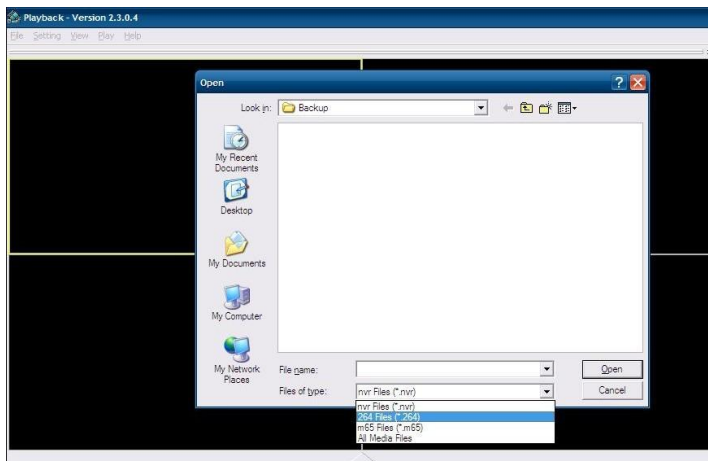 Playback - Version 2.3.0.4
File Setting View Play Help
Open
Look in: Backup
My Recent
Documents
Desktop
My Documents
My Computer
My Network
Places
File name:
Open
Files of type: nvr Files (*.nvr)
Cancel
nvr Files (*.nvr)
264 Files (*.264)
m65 Files (*.m65)
All Media Files